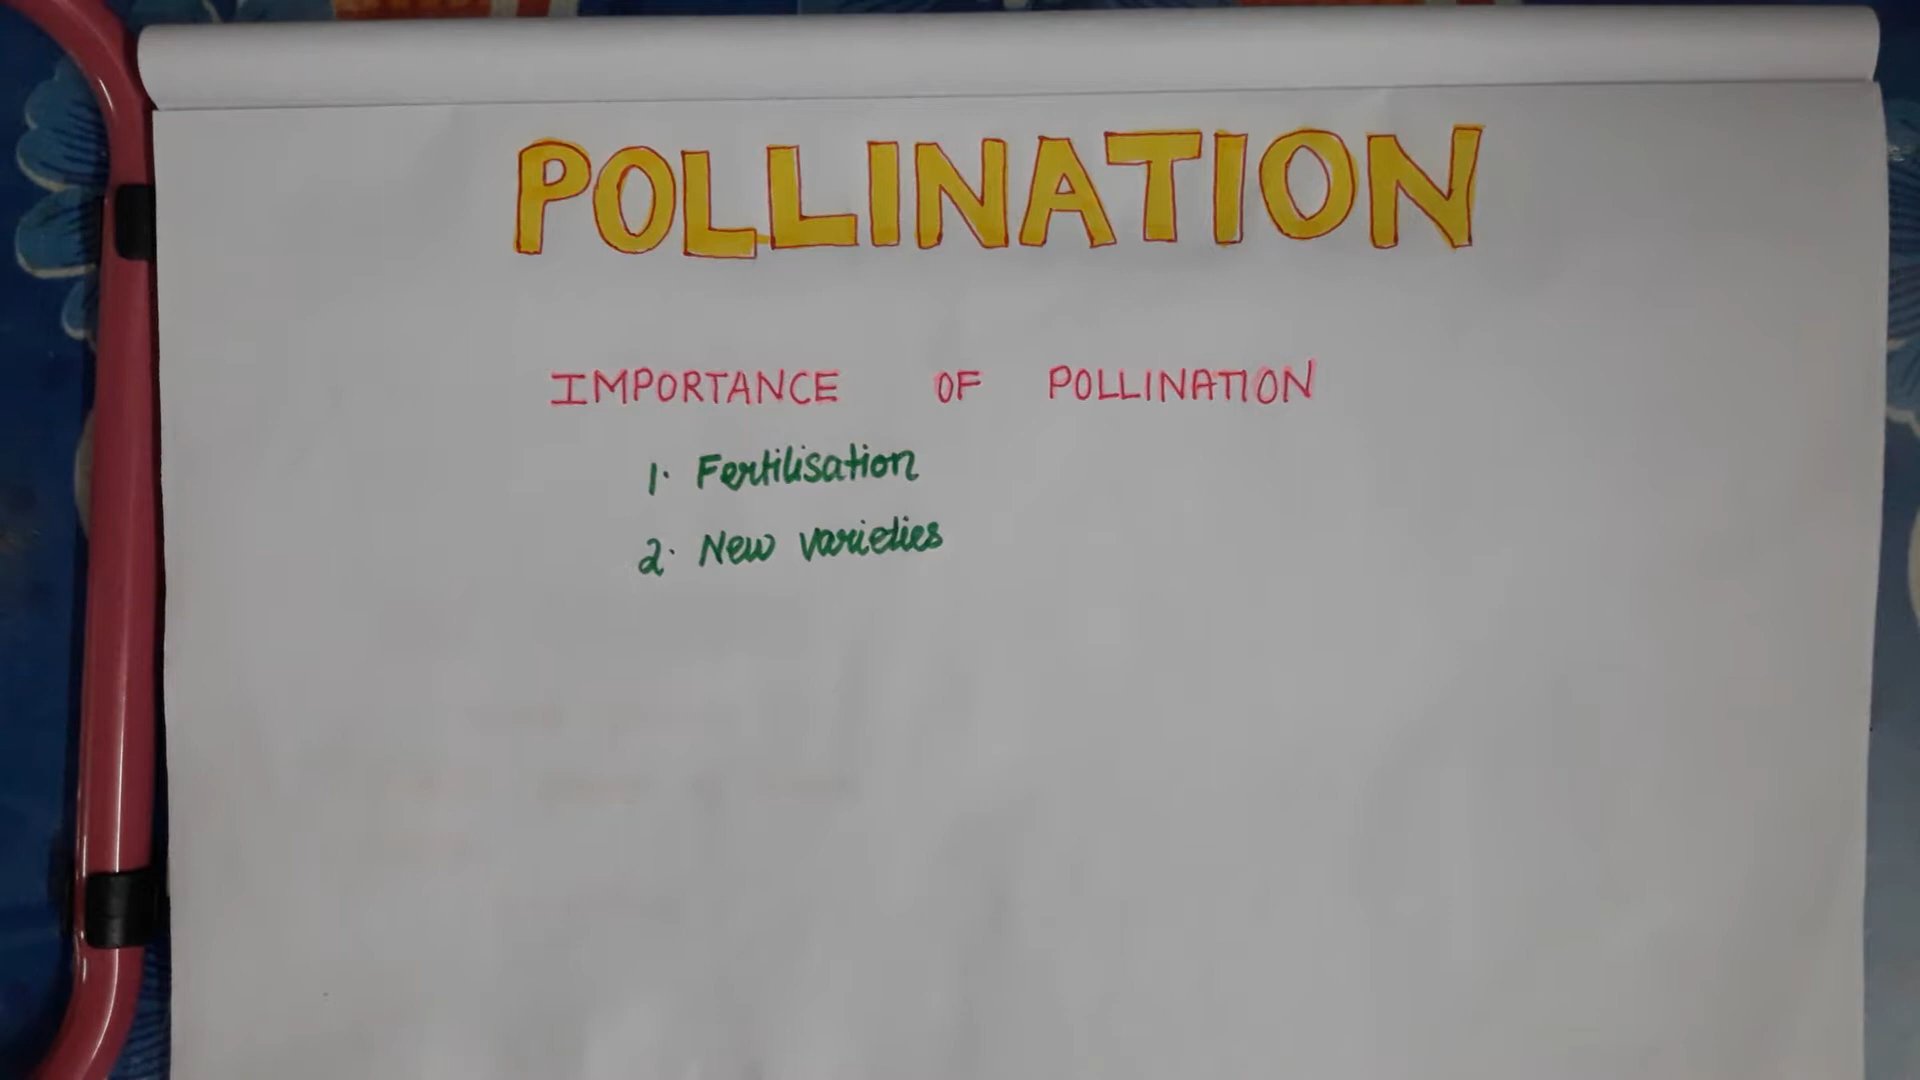 POLLINATION
IMPORTANCE OF POLLINATION
1. Fertilisation
2. New varieties